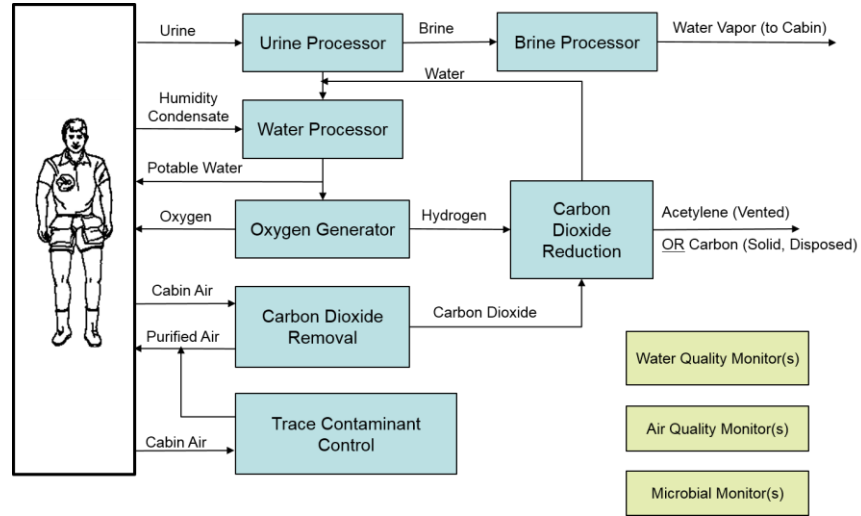 Urine
Urine Processor
Brine
Brine Processor
Water Vapor (to Cabin)
Water
Humidity
Condensate
Water Processor
Potable Water
Oxygen
Oxygen Generator
Hydrogen
Carbon
Dioxide
Reduction
Acetylene (Vented)
OR Carbon (Solid, Disposed)
Cabin Air
Carbon Dioxide
Removal
Carbon Dioxide
Purified Air
Trace Contaminant
Control
Cabin Air
Water Quality Monitor(s)
Air Quality Monitor(s)
Microbial Monitor(s)